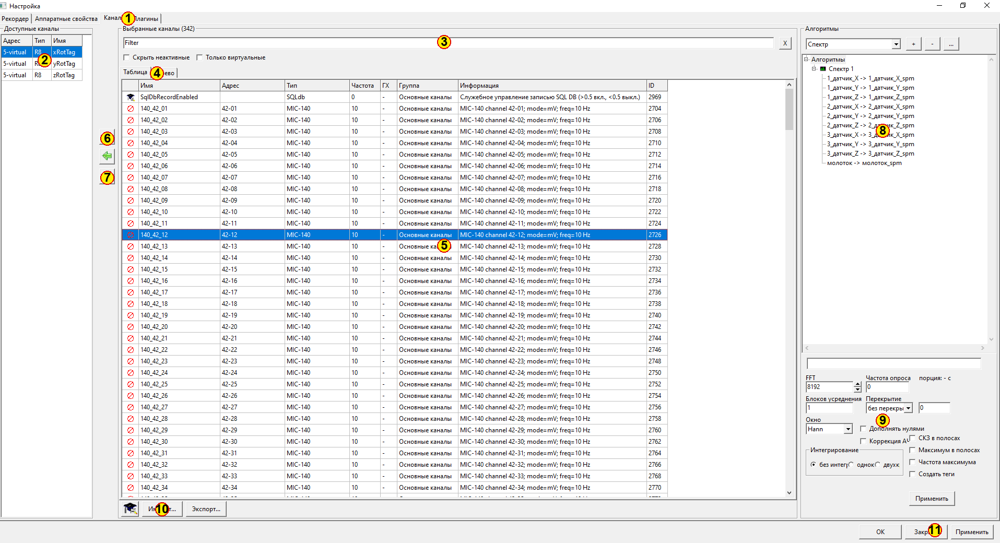 Настройка
Рекордер
Аппаратные свойства
1
Доступные каналы
Адрес Тип Имя
5-virtual R8 xRotTag
5-virtual yRotTag
5-virtual R8 zRotTag
2
Выбранные каналы (342)
Filter
3
X
Скрыть неактивные
Только виртуальные
Таблица
4
Имя Адрес Тип Частота ГХ Группа Информация ID
SqlDbRecordEnabled SQLdb 0 - Основные каналы Служебное управление записью SQL DB (>0.5 вкл., <0.5 выкл.) 2969
140_42_01 42-01 MIC-140 10 - Основные каналы MIC-140 channel 42-01; mode=mV; freq=10 Hz 2704
140_42_02 42-02 MIC-140 10 - Основные каналы MIC-140 channel 42-02; mode=mV; freq=10 Hz 2706
140_42_03 42-03 MIC-140 10 - Основные каналы MIC-140 channel 42-03; mode=mV; freq=10 Hz 2708
140_42_04 42-04 MIC-140 10 - Основные каналы MIC-140 channel 42-04; mode=mV; freq=10 Hz 2710
140_42_05 42-05 MIC-140 10 - Основные каналы MIC-140 channel 42-05; mode=mV; freq=10 Hz 2712
140_42_06 42-06 MIC-140 10 - Основные каналы MIC-140 channel 42-06; mode=mV; freq=10 Hz 2714
140_42_07 42-07 MIC-140 10 - Основные каналы MIC-140 channel 42-07; mode=mV; freq=10 Hz 2716
140_42_08 42-08 MIC-140 10 - Основные каналы MIC-140 channel 42-08; mode=mV; freq=10 Hz 2718
140_42_09 42-09 MIC-140 10 - Основные каналы MIC-140 channel 42-09; mode=mV; freq=10 Hz 2720
140_42_10 42-10 MIC-140 10 - Основные каналы MIC-140 channel 42-10; mode=mV; freq=10 Hz 2722
140_42_11 42-11 MIC-140 10 - Основные каналы MIC-140 channel 42-11; mode=mV; freq=10 Hz 2724
140_42_12 42-12 MIC-140 10 - Основные каналы MIC-140 channel 42-12; mode=mV; freq=10 Hz 2726
140_42_13 42-13 MIC-140 10 - Основные 5 MIC-140 channel 42-13; mode=mV; freq=10 Hz 2728
140_42_14 42-14 MIC-140 10 - Основные каналы MIC-140 channel 42-14; mode=mV; freq=10 Hz 2730
140_42_15 42-15 MIC-140 10 - Основные каналы MIC-140 channel 42-15; mode=mV; freq=10 Hz 2732
140_42_16 42-16 MIC-140 10 - Основные каналы MIC-140 channel 42-16; mode=mV; freq=10 Hz 2734
140_42_17 42-17 MIC-140 10 - Основные каналы MIC-140 channel 42-17; mode=mV; freq=10 Hz 2736
140_42_18 42-18 MIC-140 10 - Основные каналы MIC-140 channel 42-18; mode=mV; freq=10 Hz 2738
140_42_19 42-19 MIC-140 10 - Основные каналы MIC-140 channel 42-19; mode=mV; freq=10 Hz 2740
140_42_20 42-20 MIC-140 10 - Основные каналы MIC-140 channel 42-20; mode=mV; freq=10 Hz 2742
140_42_21 42-21 MIC-140 10 - Основные каналы MIC-140 channel 42-21; mode=mV; freq=10 Hz 2744
140_42_22 42-22 MIC-140 10 - Основные каналы MIC-140 channel 42-22; mode=mV; freq=10 Hz 2746
140_42_23 42-23 MIC-140 10 - Основные каналы MIC-140 channel 42-23; mode=mV; freq=10 Hz 2748
140_42_24 42-24 MIC-140 10 - Основные каналы MIC-140 channel 42-24; mode=mV; freq=10 Hz 2750
140_42_25 42-25 MIC-140 10 - Основные каналы MIC-140 channel 42-25; mode=mV; freq=10 Hz 2752
140_42_26 42-26 MIC-140 10 - Основные каналы MIC-140 channel 42-26; mode=mV; freq=10 Hz 2754
140_42_27 42-27 MIC-140 10 - Основные каналы MIC-140 channel 42-27; mode=mV; freq=10 Hz 2756
140_42_28 42-28 MIC-140 10 - Основные каналы MIC-140 channel 42-28; mode=mV; freq=10 Hz 2758
140_42_29 42-29 MIC-140 10 - Основные каналы MIC-140 channel 42-29; mode=mV; freq=10 Hz 2760
140_42_30 42-30 MIC-140 10 - Основные каналы MIC-140 channel 42-30; mode=mV; freq=10 Hz 2762
140_42_31 42-31 MIC-140 10 - Основные каналы MIC-140 channel 42-31; mode=mV; freq=10 Hz 2764
140_42_32 42-32 MIC-140 10 - Основные каналы MIC-140 channel 42-32; mode=mV; freq=10 Hz 2766
140_42_33 42-33 MIC-140 10 - Основные каналы MIC-140 channel 42-33; mode=mV; freq=10 Hz 2768
140_42_34 42-34 MIC-140 10 - Основные каналы MIC-140 channel 42-34; mode=mV; freq=10 Hz 2770
6
7
10
Экспорт...
Алгоритмы
Спектр
+
-
...
Алгоритмы
Спектр 1
1_датчик_X -> 1_датчик_X_spm
1_датчик_Y -> 1_датчик_Y_spm
1_датчик_Z -> 1_датчик_Z_spm
2_датчик_X -> 2_датчик_X_spm
2_датчик_Y -> 2_датчик_Y_spm
2_датчик_Z -> 2_датчик_Z_spm
8
3_датчик_X ->
3_датчик_Y -> 3_датчик_Y_spm
3_датчик_Z -> 3_датчик_Z_spm
молоток -> молоток_spm
FFT Частота опроса порция: - с
8192 0
Блоков усреднения Перекрытие
1 без перекры 0
Окно
9
Hann
Дополнять нулями
СКЗ в полосах
Коррекция
Максимум в полосах
Интегрирование
Частота максимума
без интегр однок двухк
Создать теги
Применить
OK
11
Применить